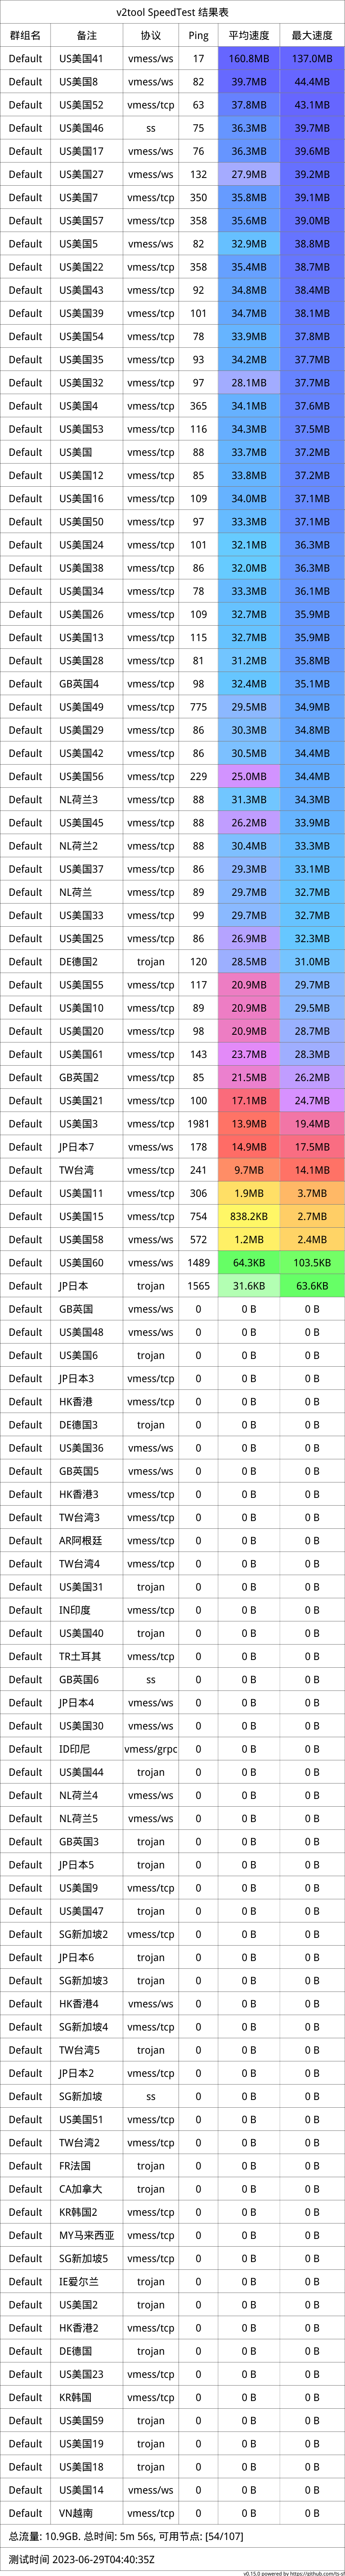 v2tool SpeedTest 结果表
群组名 备注 协议 Ping 平均速度 最大速度
Default US美国41 vmess/ws 17 160.8MB 137.0MB
Default US美国8 vmess/ws 82 39.7MB 44.4MB
Default US美国52 vmess/tcp 63 37.8MB 43.1MB
Default US美国46 ss 75 36.3MB 39.7MB
Default US美国17 vmess/ws 76 36.3MB 39.6MB
Default US美国27 vmess/ws 132 27.9MB 39.2MB
Default US美国7 vmess/tcp 350 35.8MB 39.1MB
Default US美国57 vmess/tcp 358 35.6MB 39.0MB
Default US美国5 vmess/ws 82 32.9MB 38.8MB
Default US美国22 vmess/tcp 358 35.4MB 38.7MB
Default US美国43 vmess/tcp 92 34.8MB 38.4MB
Default US美国39 vmess/tcp 101 34.7MB 38.1MB
Default US美国54 vmess/tcp 78 33.9MB 37.8MB
Default US美国35 vmess/tcp 93 34.2MB 37.7MB
Default US美国32 vmess/tcp 97 28.1MB 37.7MB
Default US美国4 vmess/tcp 365 34.1MB 37.6MB
Default US美国53 vmess/tcp 116 34.3MB 37.5MB
Default US美国 vmess/tcp 88 33.7MB 37.2MB
Default US美国12 vmess/tcp 85 33.8MB 37.2MB
Default US美国16 vmess/tcp 109 34.0MB 37.1MB
Default US美国50 vmess/tcp 97 33.3MB 37.1MB
Default US美国24 vmess/tcp 101 32.1MB 36.3MB
Default US美国38 vmess/tcp 86 32.0MB 36.3MB
Default US美国34 vmess/tcp 78 33.3MB 36.1MB
Default US美国26 vmess/tcp 109 32.7MB 35.9MB
Default US美国13 vmess/tcp 115 32.7MB 35.9MB
Default US美国28 vmess/tcp 81 31.2MB 35.8MB
Default GB英国4 vmess/tcp 98 32.4MB 35.1MB
Default US美国49 vmess/tcp 775 29.5MB 34.9MB
Default US美国29 vmess/tcp 86 30.3MB 34.8MB
Default US美国42 vmess/tcp 86 30.5MB 34.4MB
Default US美国56 vmess/tcp 229 25.0MB 34.4MB
Default NL荷兰3 vmess/tcp 88 31.3MB 34.3MB
Default US美国45 vmess/tcp 88 26.2MB 33.9MB
Default NL荷兰2 vmess/tcp 88 30.4MB 33.3MB
Default US美国37 vmess/tcp 86 29.3MB 33.1MB
Default NL荷兰 vmess/tcp 89 29.7MB 32.7MB
Default US美国33 vmess/tcp 99 29.7MB 32.7MB
Default US美国25 vmess/tcp 86 26.9MB 32.3MB
Default DE德国2 trojan 120 28.5MB 31.0MB
Default US美国55 vmess/tcp 117 20.9MB 29.7MB
Default US美国10 vmess/tcp 89 20.9MB 29.5MB
Default US美国20 vmess/tcp 98 20.9MB 28.7MB
Default US美国61 vmess/tcp 143 23.7MB 28.3MB
Default GB英国2 vmess/tcp 85 21.5MB 26.2MB
Default US美国21 vmess/tcp 100 17.1MB 24.7MB
Default US美国3 vmess/tcp 1981 13.9MB 19.4MB
Default JP日本7 vmess/ws 178 14.9MB 17.5MB
Default TW台湾 vmess/tcp 241 9.7MB 14.1MB
Default US美国11 vmess/tcp 306 1.9MB 3.7MB
Default US美国15 vmess/tcp 754 838.2KB 2.7MB
Default US美国58 vmess/ws 572 1.2MB 2.4MB
Default US美国60 vmess/ws 1489 64.3KB 103.5KB
Default JP日本 trojan 1565 31.6KB 63.6KB
Default GB英国 vmess/ws 0 0 B 0 B
Default US美国48 vmess/ws 0 0 B 0 B
Default US美国6 trojan 0 0 B 0 B
Default JP日本3 vmess/tcp 0 0 B 0 B
Default HK香港 vmess/tcp 0 0 B 0 B
Default DE德国3 trojan 0 0 B 0 B
Default US美国36 vmess/ws 0 0 B 0 B
Default GB英国5 vmess/ws 0 0 B 0 B
Default HK香港3 vmess/tcp 0 0 B 0 B
Default TW台湾3 vmess/tcp 0 0 B 0 B
Default AR阿根廷 vmess/tcp 0 0 B 0 B
Default TW台湾4 vmess/tcp 0 0 B 0 B
Default US美国31 trojan 0 0 B 0 B
Default IN印度 vmess/tcp 0 0 B 0 B
Default US美国40 trojan 0 0 B 0 B
Default TR土耳其 vmess/tcp 0 0 B 0 B
Default GB英国6 ss 0 0 B 0 B
Default JP日本4 vmess/ws 0 0 B 0 B
Default US美国30 vmess/ws 0 0 B 0 B
Default ID印尼 vmess/grpc 0 0 B 0 B
Default US美国44 trojan 0 0 B 0 B
Default NL荷兰4 vmess/ws 0 0 B 0 B
Default NL荷兰5 vmess/ws 0 0 B 0 B
Default GB英国3 trojan 0 0 B 0 B
Default JP日本5 trojan 0 0 B 0 B
Default US美国9 vmess/tcp 0 0 B 0 B
Default US美国47 trojan 0 0 B 0 B
Default SG新加坡2 vmess/tcp 0 0 B 0 B
Default JP日本6 trojan 0 0 B 0 B
Default SG新加坡3 trojan 0 0 B 0 B
Default HK香港4 vmess/ws 0 0 B 0 B
Default SG新加坡4 vmess/tcp 0 0 B 0 B
Default TW台湾5 trojan 0 0 B 0 B
Default JP日本2 vmess/tcp 0 0 B 0 B
Default SG新加坡 ss 0 0 B 0 B
Default US美国51 vmess/tcp 0 0 B 0 B
Default TW台湾2 vmess/tcp 0 0 B 0 B
Default FR法国 trojan 0 0 B 0 B
Default CA加拿大 trojan 0 0 B 0 B
Default KR韩国2 vmess/tcp 0 0 B 0 B
Default MY马来西亚 vmess/tcp 0 0 B 0 B
Default SG新加坡5 vmess/tcp 0 0 B 0 B
Default IE爱尔兰 trojan 0 0 B 0 B
Default US美国2 trojan 0 0 B 0 B
Default HK香港2 vmess/tcp 0 0 B 0 B
Default DE德国 trojan 0 0 B 0 B
Default US美国23 vmess/tcp 0 0 B 0 B
Default KR韩国 vmess/tcp 0 0 B 0 B
Default US美国59 trojan 0 0 B 0 B
Default US美国19 trojan 0 0 B 0 B
Default US美国18 trojan 0 0 B 0 B
Default US美国14 vmess/ws 0 0 B 0 B
Default VN越南 vmess/tcp 0 0 B 0 B
总流量: 10.9GB. 总时间: 5m 56s, 可用节点: [54/107]
测试时间 2023-06-29T04:40:35Z
v0.15.0 powered by https://github.com/ts-sf